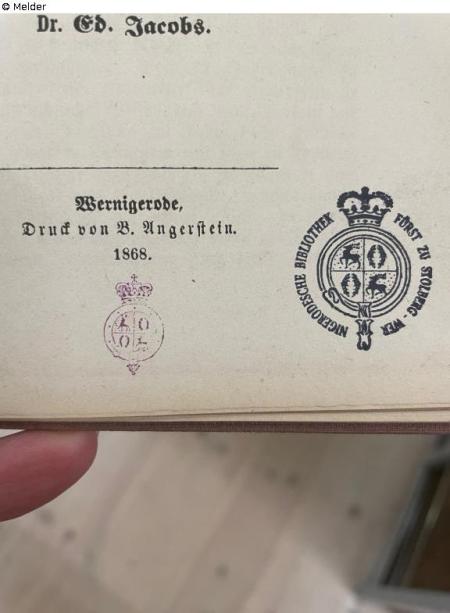 © Melder
Dr. Ed. Jacobs.
Wernigerode,
Druck von B. Angerstein.
1868.
FÜRST ZU STOLBERG-WER
NIGERODISCHE BIBLIOTHEK